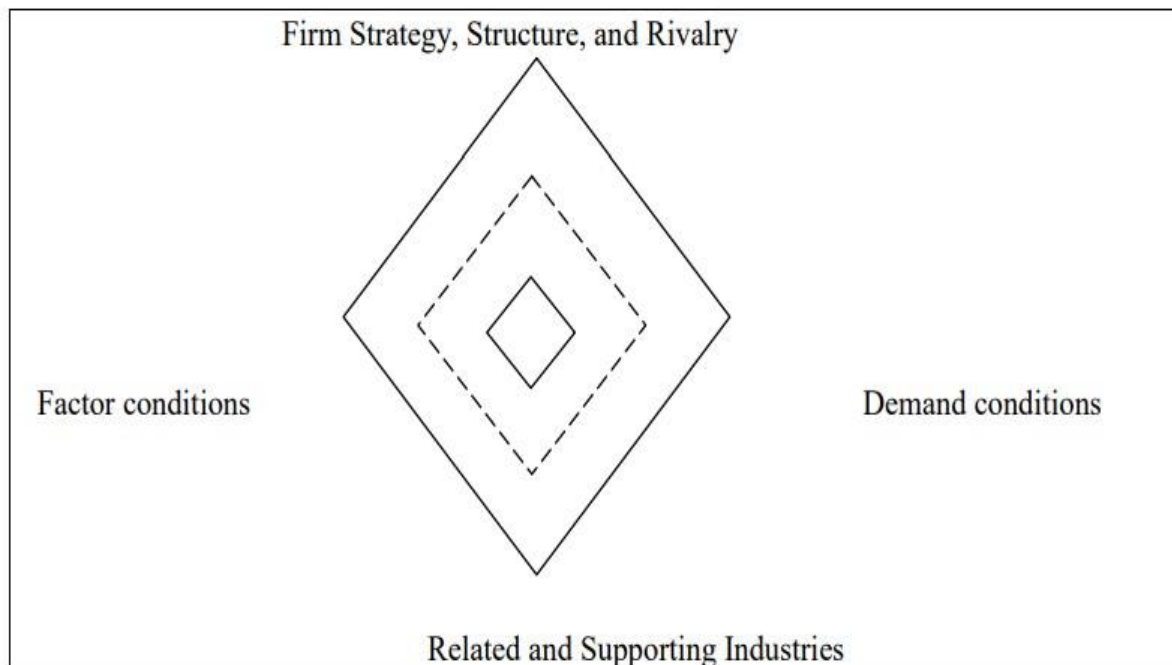 Firm Strategy, Structure, and Rivalry
Factor conditions
Demand conditions
Related and Supporting Industries